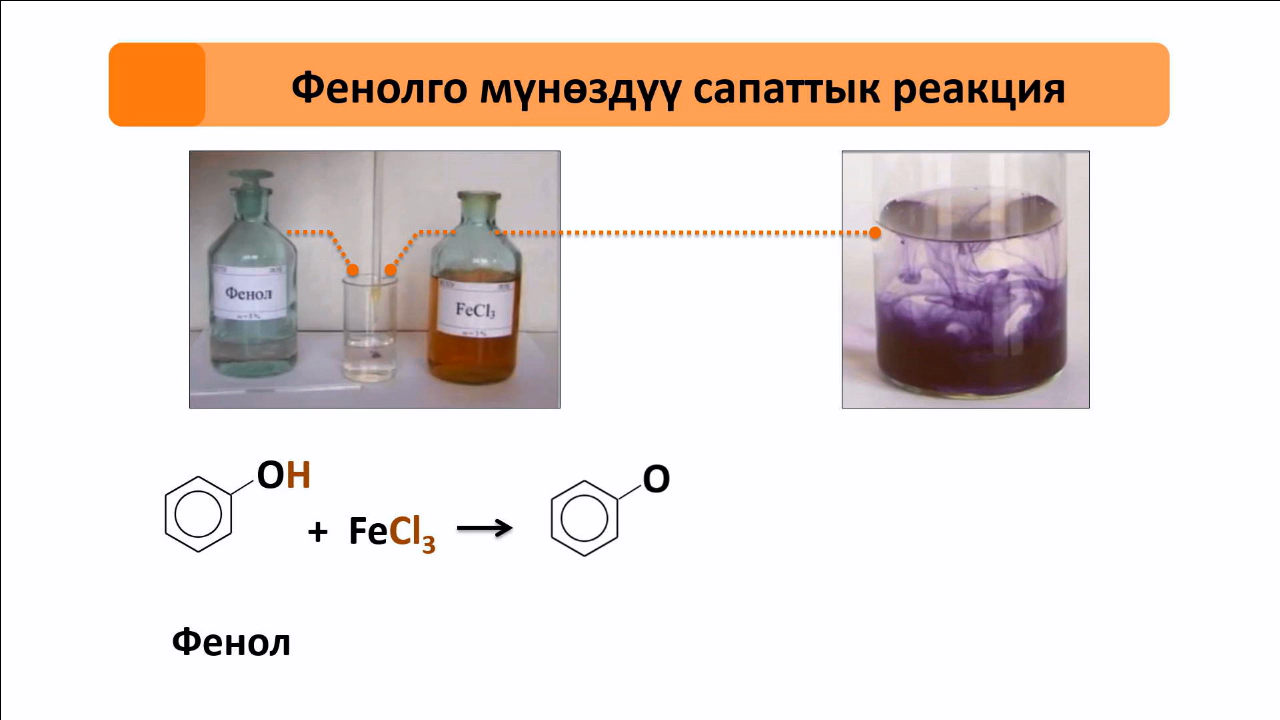 Фенолго мүнөздүү сапаттык реакция
Фенол
FeCl₃
OH
+ FeCl₃ →
O
Фенол